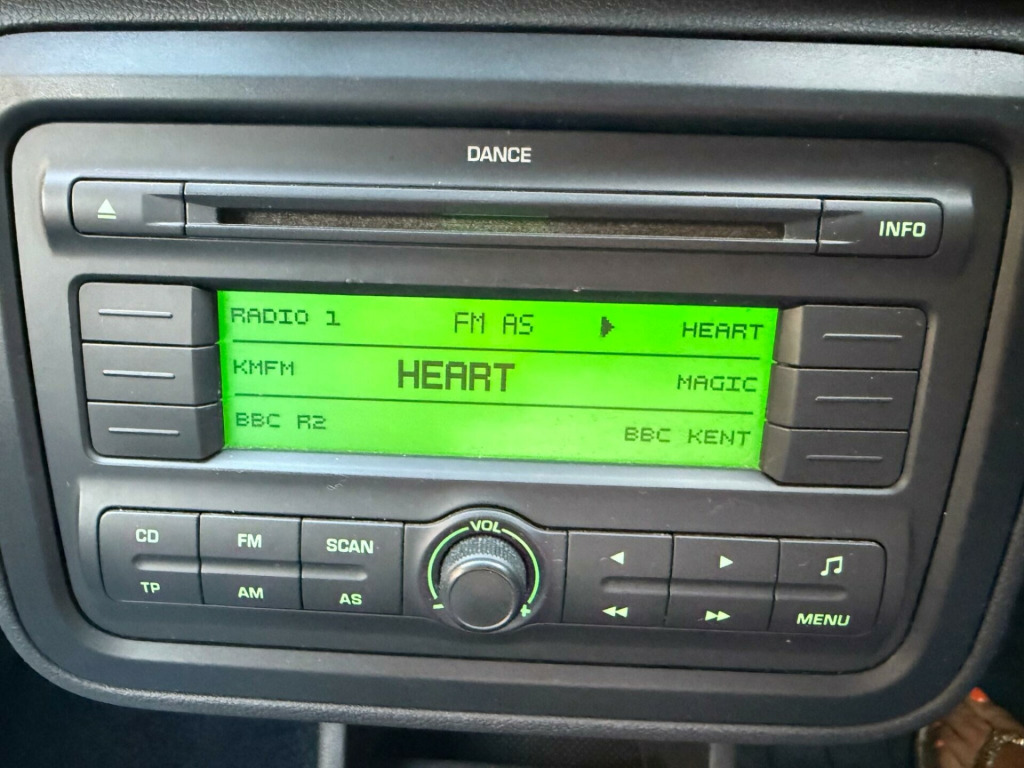 DANCE
INFO
RADIO 1 FM AS HEART
KMFM HEART MAGIC
BBC R2 BBC KENT
CD FM SCAN VOL
TP AM AS - + MENU